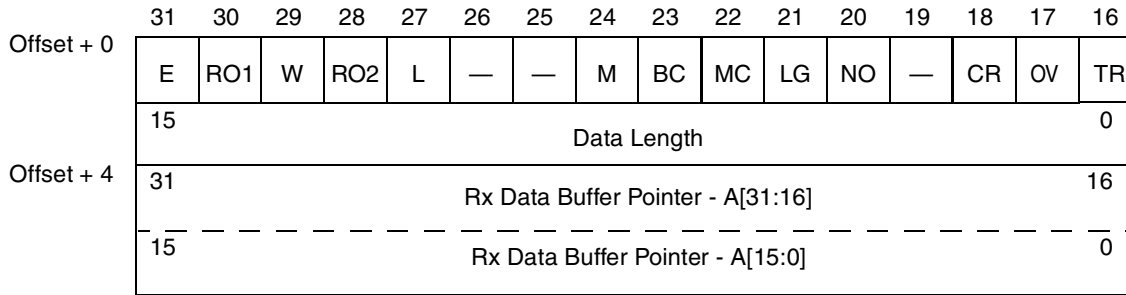 31 30 29 28 27 26 25 24 23 22 21 20 19 18 17 16
Offset + 0
E RO1 W RO2 L — — M BC MC LG NO — CR OV TR
15 Data Length 0
Offset + 4
31 Rx Data Buffer Pointer - A[31:16] 16
15 Rx Data Buffer Pointer - A[15:0] 0